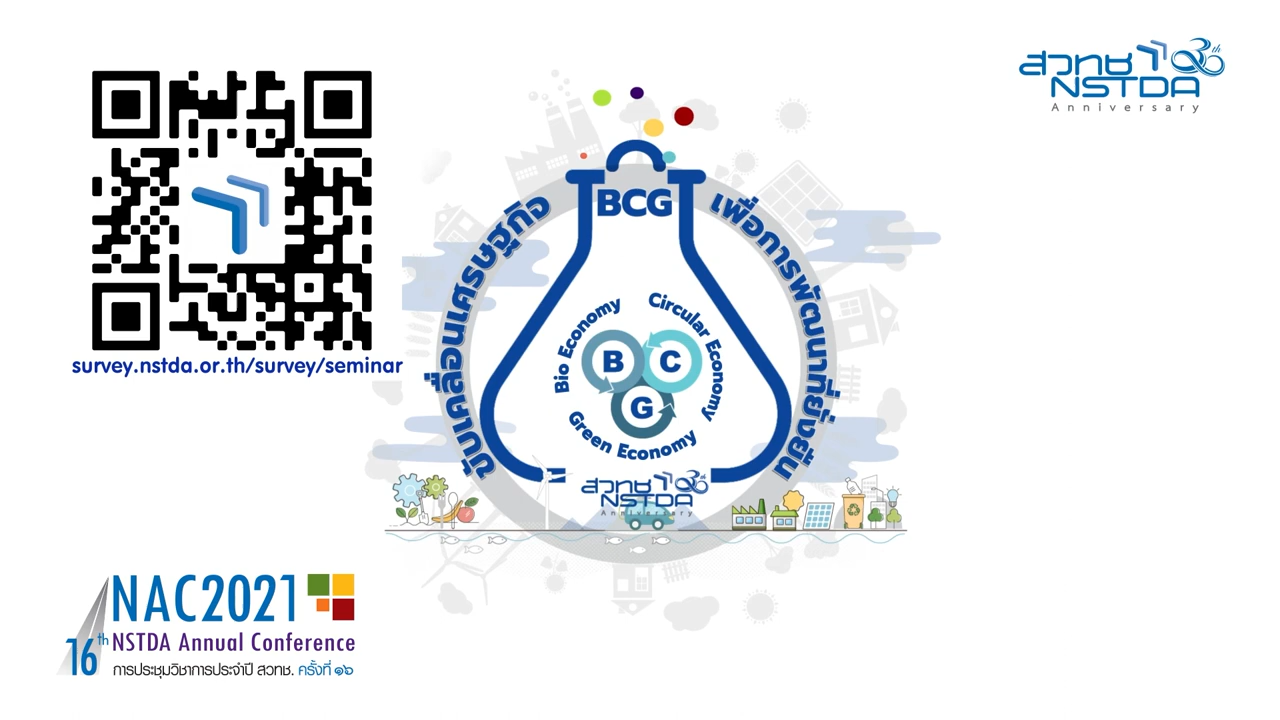 สวทช 30th
NSTDA
Anniversary
survey.nstda.or.th/survey/seminar
ขับเคลื่อนเศรษฐกิจ
BCG
เพื่อการพัฒนาที่ยั่งยืน
Bio Economy
Circular Economy
Green Economy
B
C
G
สวทช 30th
NSTDA
Anniversary
NAC2021
16th NSTDA Annual Conference
การประชุมวิชาการประจำปี สวทช. ครั้งที่ ๑๖